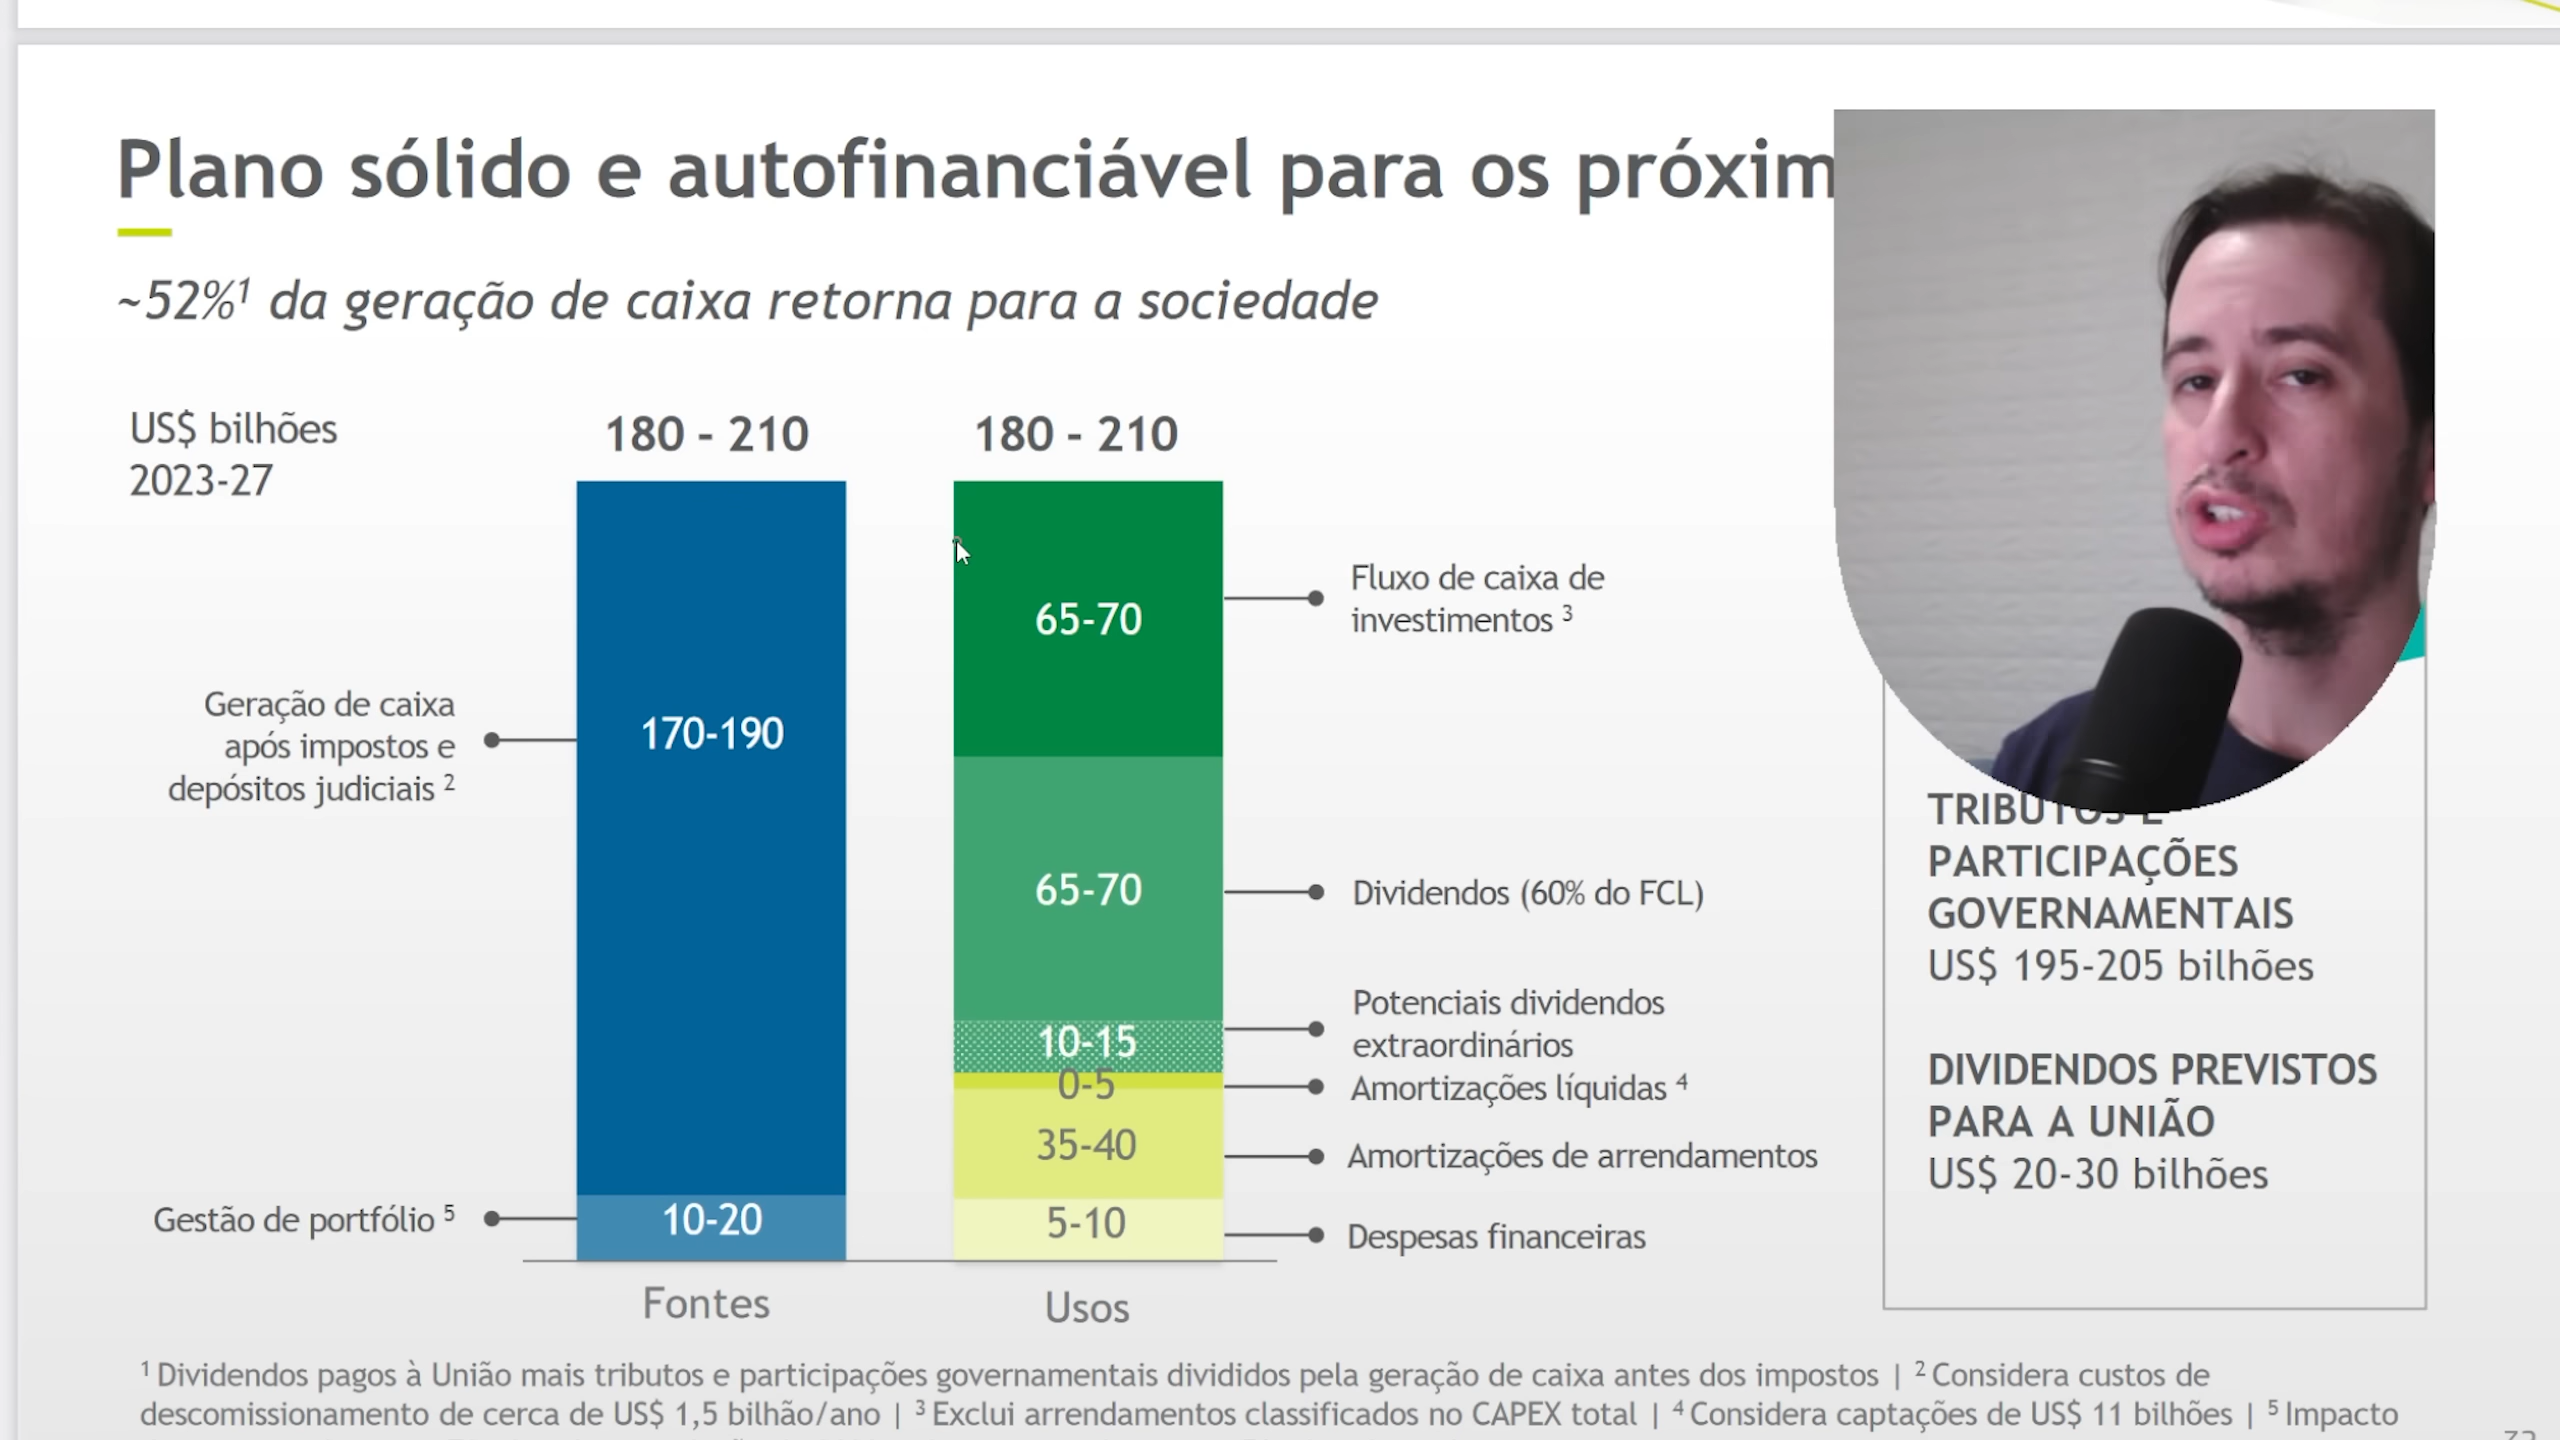 Plano sólido e autofinanciável para os próxim
~52%¹ da geração de caixa retorna para a sociedade
US$ bilhões
2023-27
180 - 210
180 - 210
65-70
Fluxo de caixa de
investimentos ³
Geração de caixa
após impostos e
depósitos judiciais ²
170-190
65-70
Dividendos (60% do FCL)
10-15
Potenciais dividendos
extraordinários
0-5
Amortizações líquidas ⁴
35-40
Amortizações de arrendamentos
Gestão de portfólio ⁵
10-20
5-10
Despesas financeiras
Fontes
Usos
TRIBUTOS E
PARTICIPAÇÕES
GOVERNAMENTAIS
US$ 195-205 bilhões
DIVIDENDOS PREVISTOS
PARA A UNIÃO
US$ 20-30 bilhões
¹ Dividendos pagos à União mais tributos e participações governamentais divididos pela geração de caixa antes dos impostos | ² Considera custos de
descomissionamento de cerca de US$ 1,5 bilhão/ano | ³ Exclui arrendamentos classificados no CAPEX total | ⁴ Considera captações de US$ 11 bilhões | ⁵ Impacto